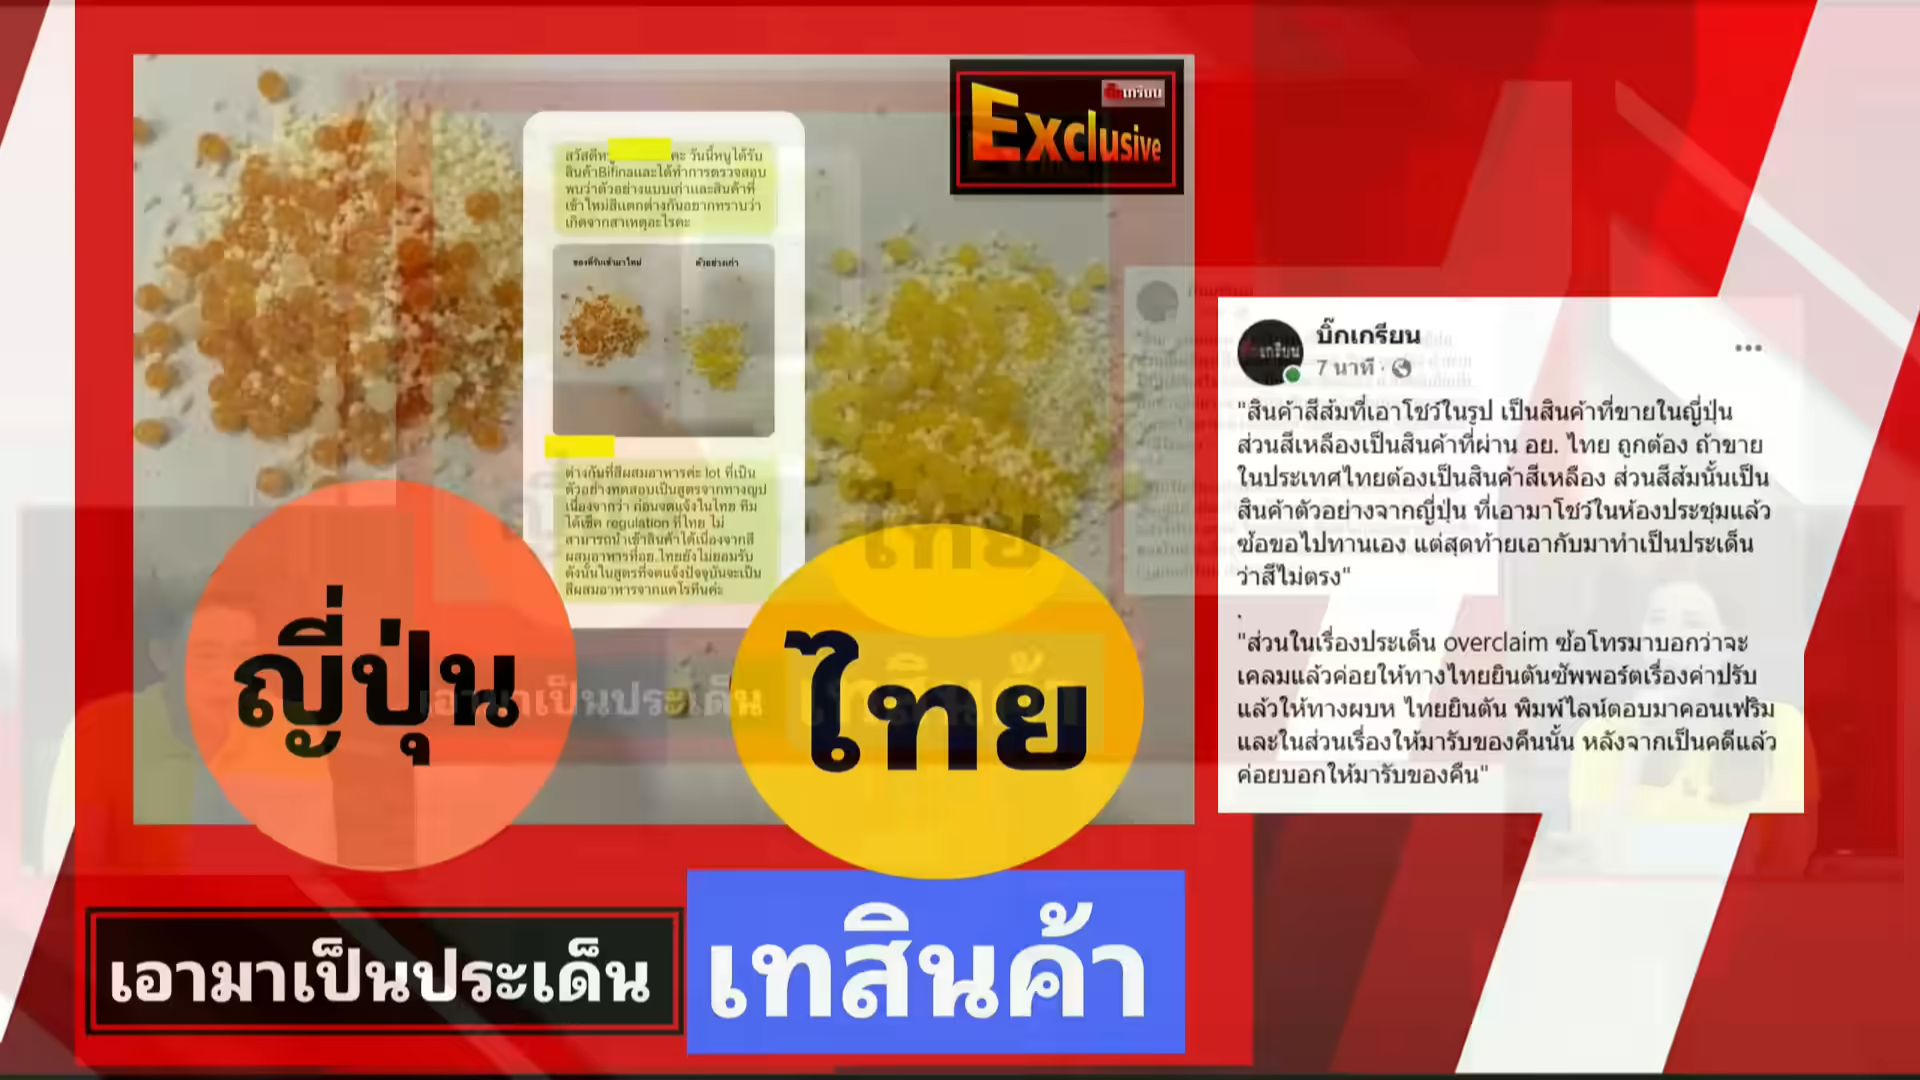 บิ๊กเกรียน
Exclusive
สวัสดี
คะ วันนี้หนูได้รับ
สินค้าBifinaและได้ทำการตรวจสอบ
พบว่าตัวอย่างแบบเก่าและสินค้าที่
เข้าใหม่สีแตกต่างกันอยากทราบว่า
เกิดจากสาเหตุอะไรคะ
ของที่รับเข้ามาใหม่
ตัวอย่างเก่า
ต่างกันที่สีผสมอาหารค่ะ lot ที่เป็น
ตัวอย่างทดสอบเป็นสูตรจากทางญป
เนื่องจากว่า ก่อนจดแจ้งในไทย ทีม
ได้เช็ค regulation ที่ไทย ไม่
สามารถนำเข้าสินค้าได้เนื่องจากสี
ผสมอาหารที่อย.ไทยยังไม่ยอมรับ
ดังนั้นในสูตรที่จดแจ้งปัจจุบันจะเป็น
สีผสมอาหารจากแคโรทีนค่ะ
ญี่ปุ่น
ไทย
เอามาเป็นประเด็น
เทสินค้า
บิ๊กเกรียน
7 นาที ·
"สินค้าสีส้มที่เอาโชว์ในรูป เป็นสินค้าที่ขายในญี่ปุ่น
ส่วนสีเหลืองเป็นสินค้าที่ผ่าน อย. ไทย ถูกต้อง ถ้าขาย
ในประเทศไทยต้องเป็นสินค้าสีเหลือง ส่วนสีส้มนั้นเป็น
สินค้าตัวอย่างจากญี่ปุ่น ที่เอามาโชว์ในห้องประชุมแล้ว
ซ้อขอไปทานเอง แต่สุดท้ายเอากับมาทำเป็นประเด็น
ว่าสีไม่ตรง"
.
"ส่วนในเรื่องประเด็น overclaim ซ้อโทรมาบอกว่าจะ
เคลมแล้วค่อยให้ทางไทยยินตันซัพพอร์ตเรื่องค่าปรับ
แล้วให้ทางผบห ไทยยินตัน พิมพ์ไลน์ตอบมาคอนเฟริม
และในส่วนเรื่องให้มารับของคืนนั้น หลังจากเป็นคดีแล้ว
ค่อยบอกให้มารับของคืน"